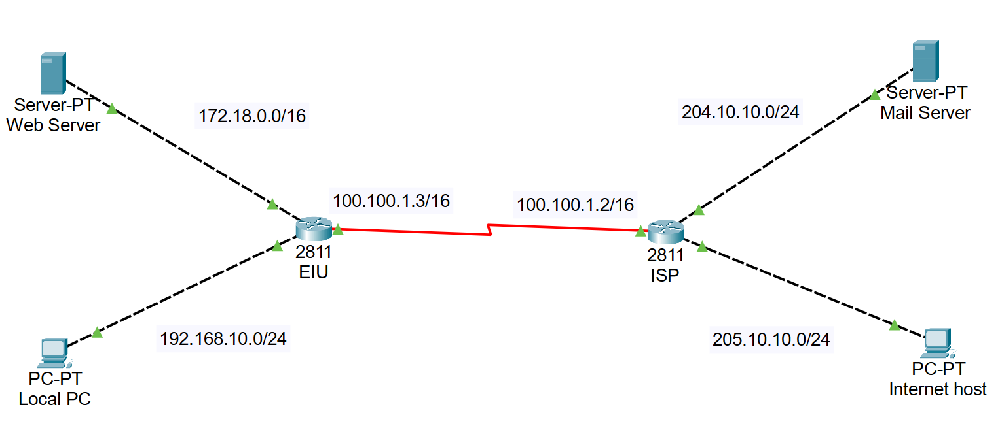 Server-PT
Web Server
172.18.0.0/16
204.10.10.0/24
Server-PT
Mail Server
100.100.1.3/16
100.100.1.2/16
2811
EIU
2811
ISP
192.168.10.0/24
205.10.10.0/24
PC-PT
Local PC
PC-PT
Internet host